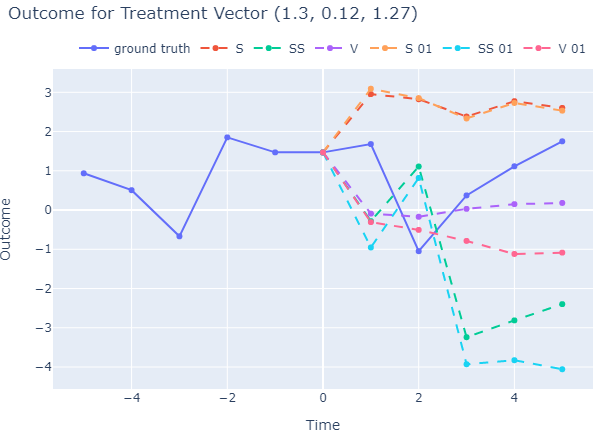 Outcome for Treatment Vector (1.3, 0.12, 1.27)
ground truth S SS V S 01 SS 01 V 01
3
2
1
0
−1
−2
−3
−4
Outcome
−4 −2 0 2 4
Time